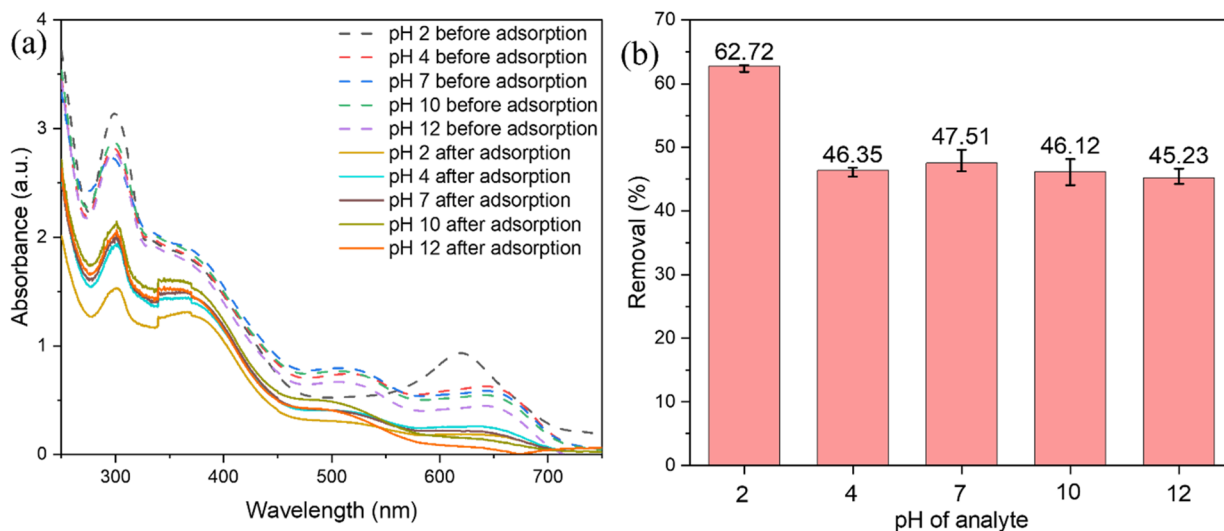 (a)
4
3
2
1
0
Absorbance (a.u.)
pH 2 before adsorption
pH 4 before adsorption
pH 7 before adsorption
pH 10 before adsorption
pH 12 before adsorption
pH 2 after adsorption
pH 4 after adsorption
pH 7 after adsorption
pH 10 after adsorption
pH 12 after adsorption
300 400 500 600 700
Wavelength (nm)
(b)
70
60
50
40
30
20
10
0
Removal (%)
62.72
46.35
47.51
46.12
45.23
2 4 7 10 12
pH of analyte